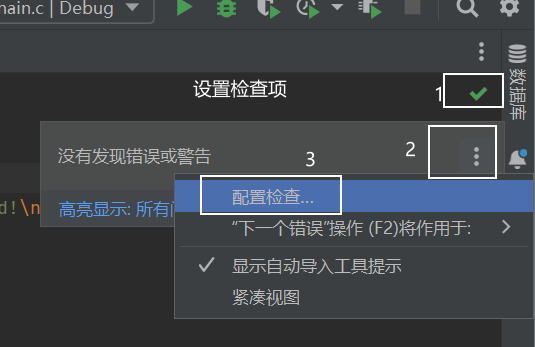 main.c | Debug
设置检查项
1
数据库
没有发现错误或警告
2
3
d!\n
高亮显示: 所有
配置检查...
“下一个错误”操作 (F2)将作用于:
显示自动导入工具提示
紧凑视图